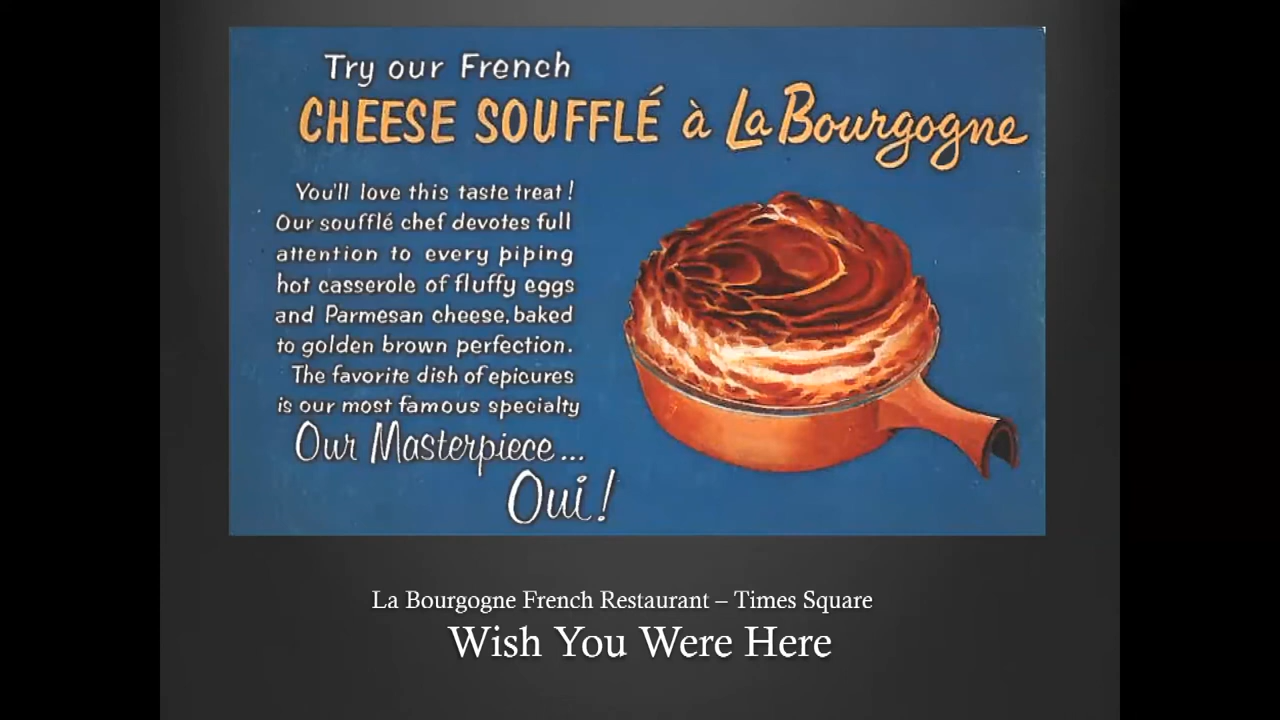 Try our French
CHEESE SOUFFLÉ à La Bourgogne
You'll love this taste treat!
Our soufflé chef devotes full
attention to every piping
hot casserole of fluffy eggs
and Parmesan cheese, baked
to golden brown perfection.
The favorite dish of epicures
is our most famous specialty
Our Masterpiece...
Oui!
La Bourgogne French Restaurant – Times Square
Wish You Were Here